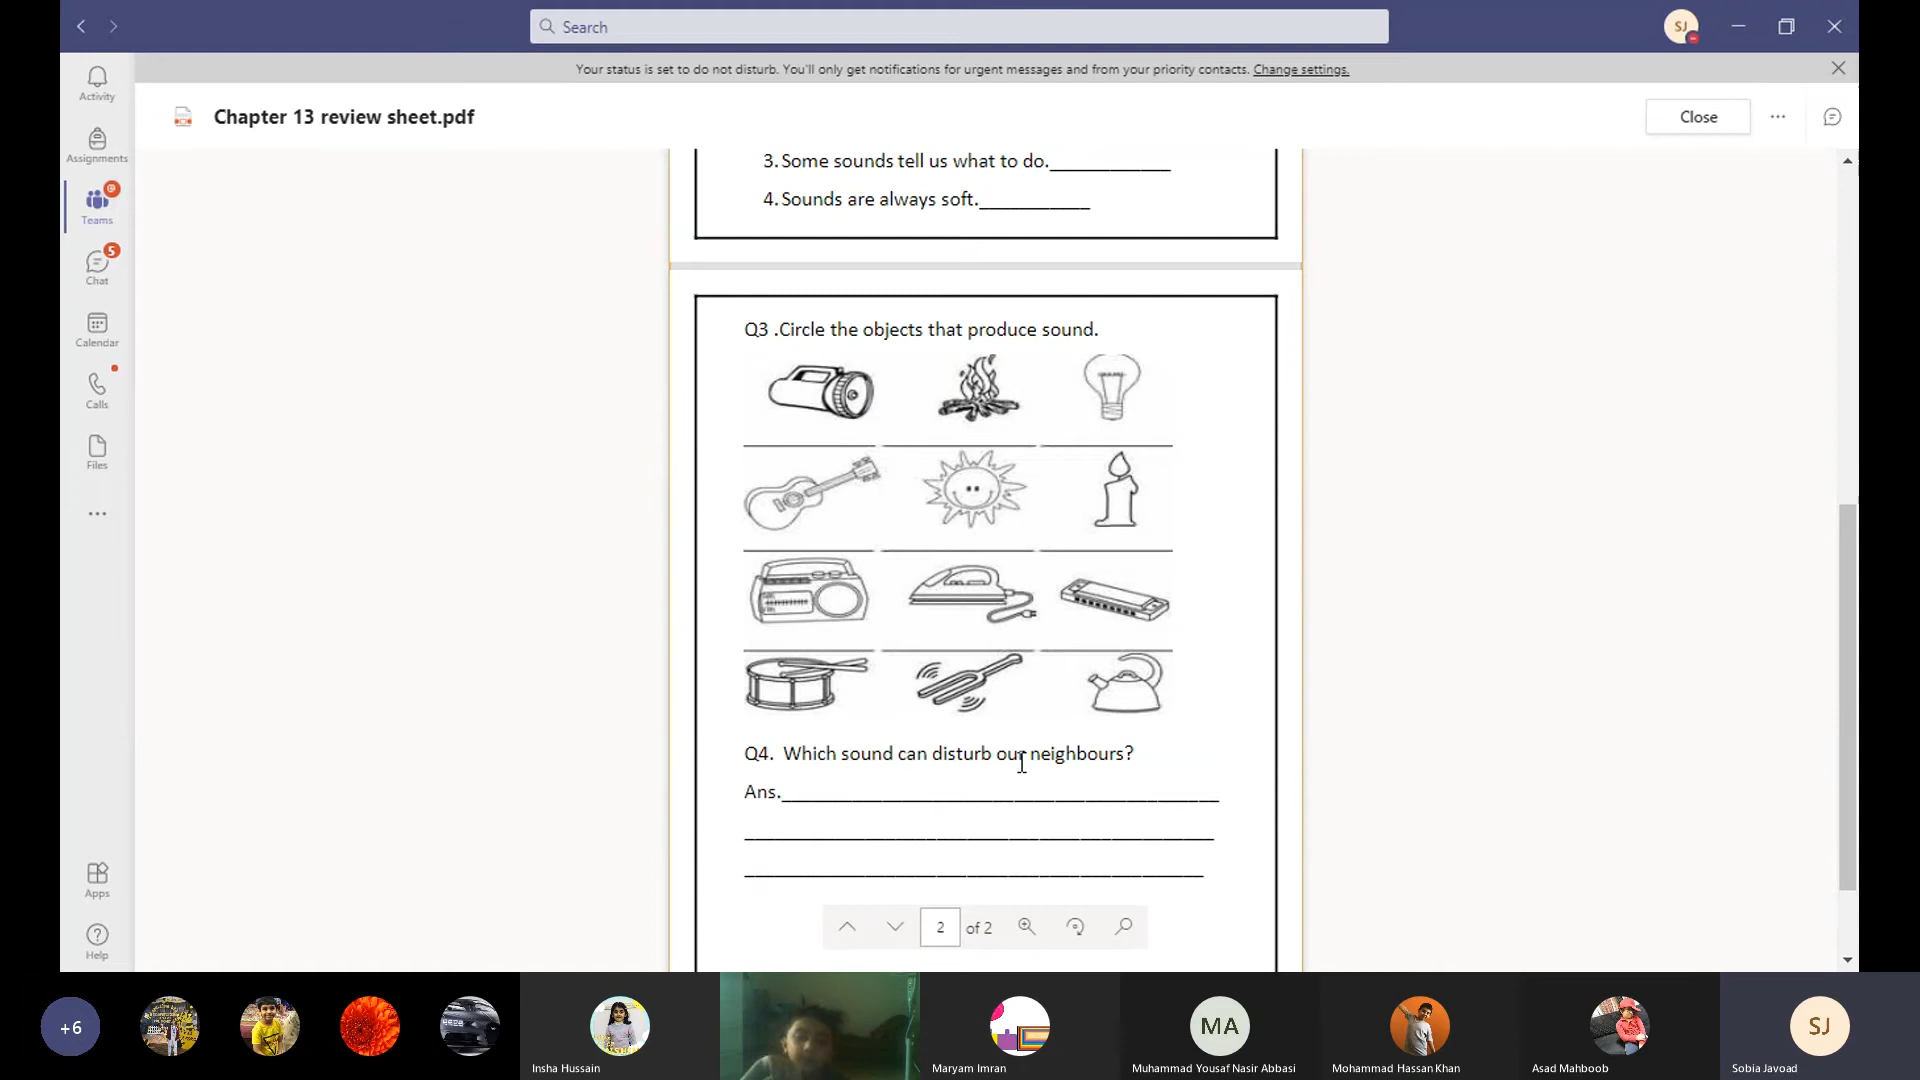 Search
SJ
Your status is set to do not disturb. You'll only get notifications for urgent messages and from your priority contacts. Change settings.
Activity
Assignments
Teams
5
Chat
Calendar
Calls
Files
Apps
Help
Chapter 13 review sheet.pdf
Close
3. Some sounds tell us what to do.____________
4. Sounds are always soft.___________
Q3 .Circle the objects that produce sound.
Q4. Which sound can disturb our neighbours?
Ans.____________________________________________
2 of 2
+6
Insha Hussain
Maryam Imran
MA
Muhammad Yousaf Nasir Abbasi
Mohammad Hassan Khan
Asad Mahboob
SJ
Sobia Javoad